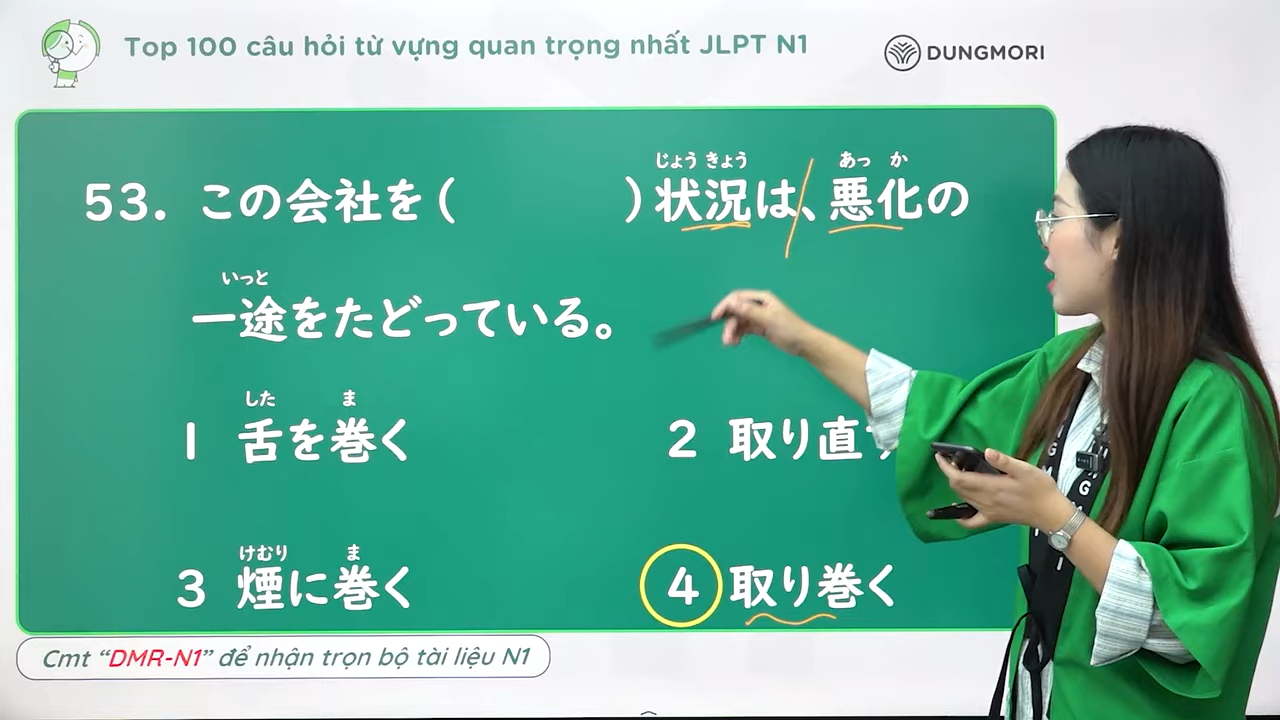 Top 100 câu hỏi từ vựng quan trọng nhất JLPT N1
DUNGMORI
じょう きょう あっ か
53. この会社を( )状況は、悪化の
いっと
一途をたどっている。
した ま
1 舌を巻く
2 取り直す
けむり ま
3 煙に巻く
4 取り巻く
Cmt “DMR-N1” để nhận trọn bộ tài liệu N1